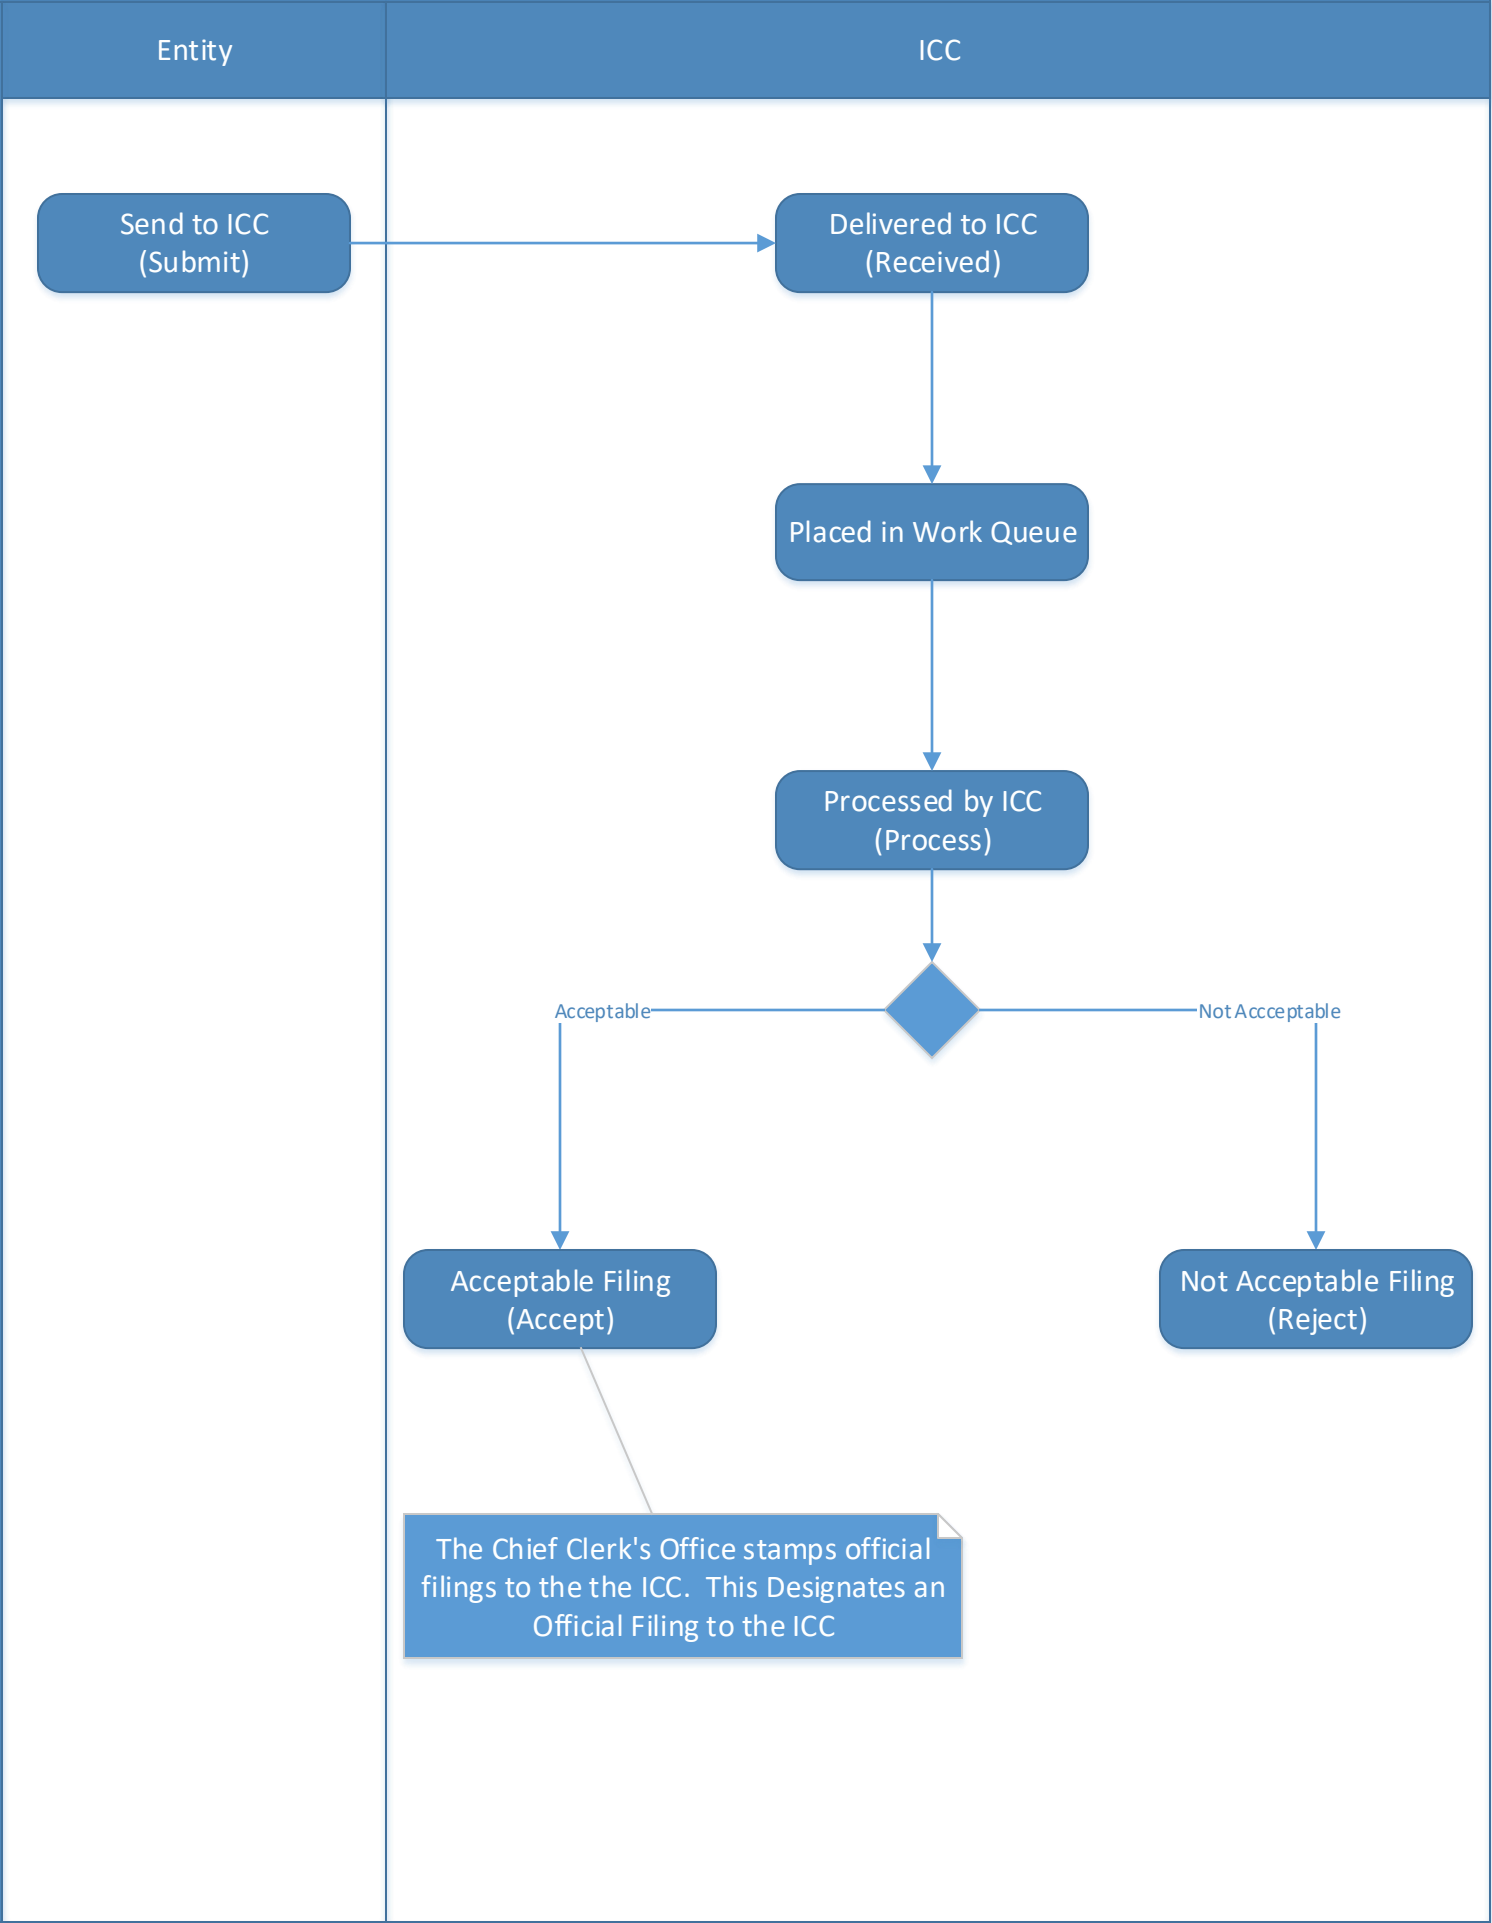 Entity
ICC
Send to ICC
(Submit)
Delivered to ICC
(Received)
Placed in Work Queue
Processed by ICC
(Process)
Acceptable
Not Accceptable
Acceptable Filing
(Accept)
Not Acceptable Filing
(Reject)
The Chief Clerk's Office stamps official
filings to the the ICC.  This Designates an
Official Filing to the ICC